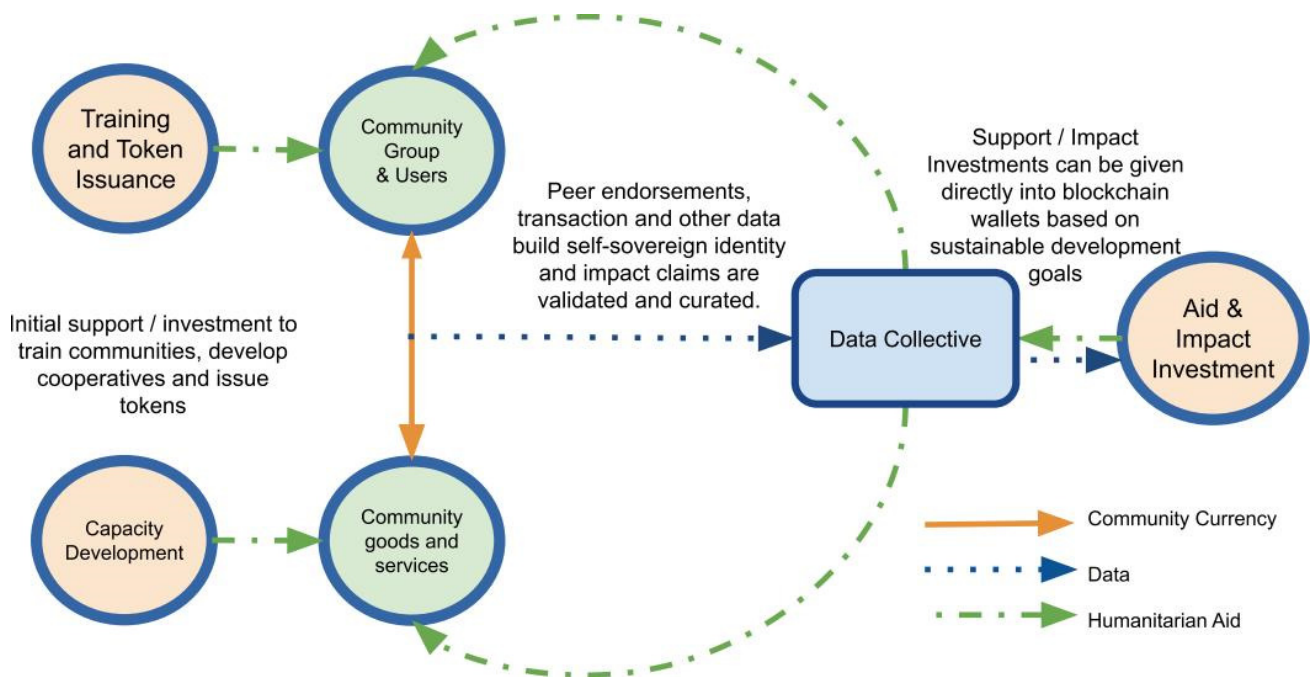 Training
and Token
Issuance
Community
Group
& Users
Peer endorsements,
transaction and other data
build self-sovereign identity
and impact claims are
validated and curated.
Support / Impact
Investments can be given
directly into blockchain
wallets based on
sustainable development
goals
Initial support / investment to
train communities, develop
cooperatives and issue
tokens
Data Collective
Aid &
Impact
Investment
Capacity
Development
Community
goods and
services
Community Currency
Data
Humanitarian Aid